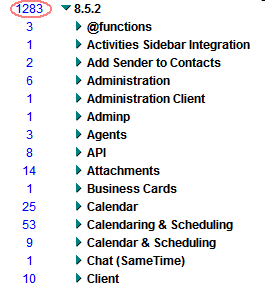 1283 8.5.2
3 @functions
1 Activities Sidebar Integration
2 Add Sender to Contacts
6 Administration
1 Administration Client
1 Adminp
3 Agents
8 API
14 Attachments
1 Business Cards
25 Calendar
53 Calendaring & Scheduling
9 Calendar & Scheduling
1 Chat (SameTime)
10 Client